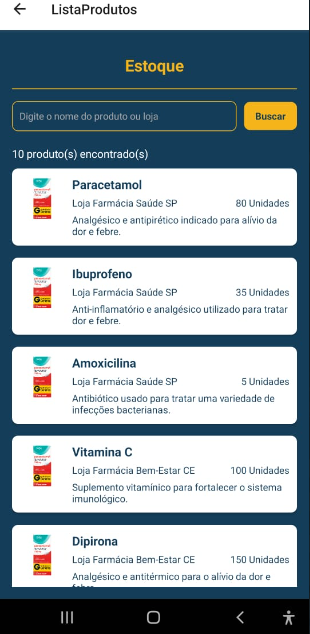 ListaProdutos
Estoque
Digite o nome do produto ou loja
Buscar
10 produto(s) encontrado(s)
Paracetamol
Loja Farmácia Saúde SP 80 Unidades
Analgésico e antipirético indicado para alívio da
dor e febre.
Ibuprofeno
Loja Farmácia Saúde SP 35 Unidades
Anti-inflamatório e analgésico utilizado para tratar
dor e febre.
Amoxicilina
Loja Farmácia Saúde SP 5 Unidades
Antibiótico usado para tratar uma variedade de
infecções bacterianas.
Vitamina C
Loja Farmácia Bem-Estar CE 100 Unidades
Suplemento vitamínico para fortalecer o sistema
imunológico.
Dipirona
Loja Farmácia Bem-Estar CE 150 Unidades
Analgésico e antitérmico para o alívio da dor e